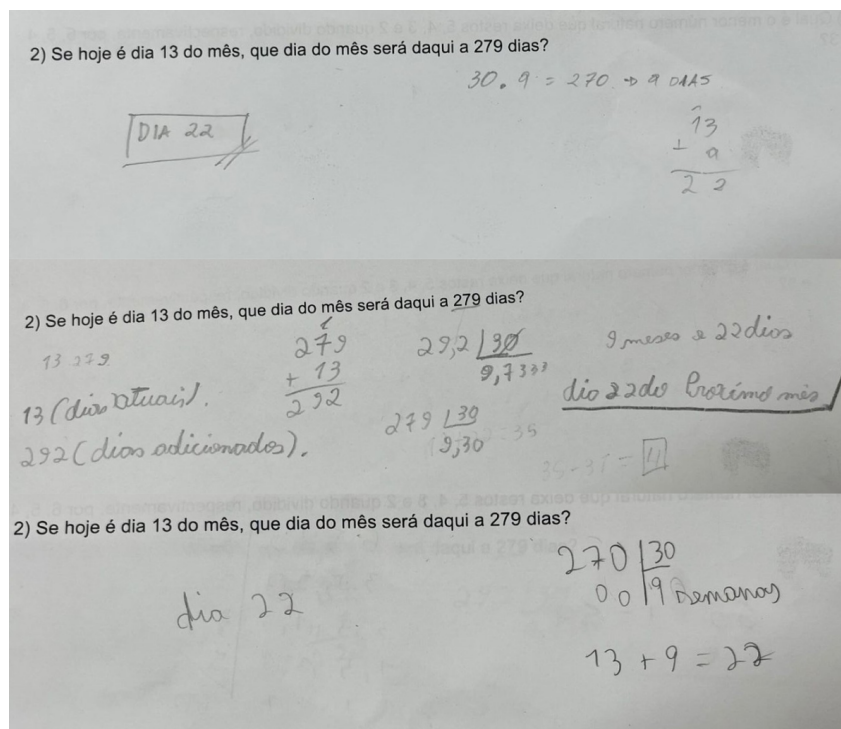 2) Se hoje é dia 13 do mês, que dia do mês será daqui a 279 dias?
30 . 9 = 270 → 9 DIAS
DIA 22
13
+ 9
22
2) Se hoje é dia 13 do mês, que dia do mês será daqui a 279 dias?
13 279
279
+ 13
292
29,2 | 30
9,7333
9 meses e 22 dias
dia 22 do Proximo mês
13 (dias atuais).
279 | 30
9,30
292 (dias adicionados).
35 - 31 = 4
2) Se hoje é dia 13 do mês, que dia do mês será daqui a 279 dias?
270 | 30
00 | 9 semanas
dia 22
13 + 9 = 22